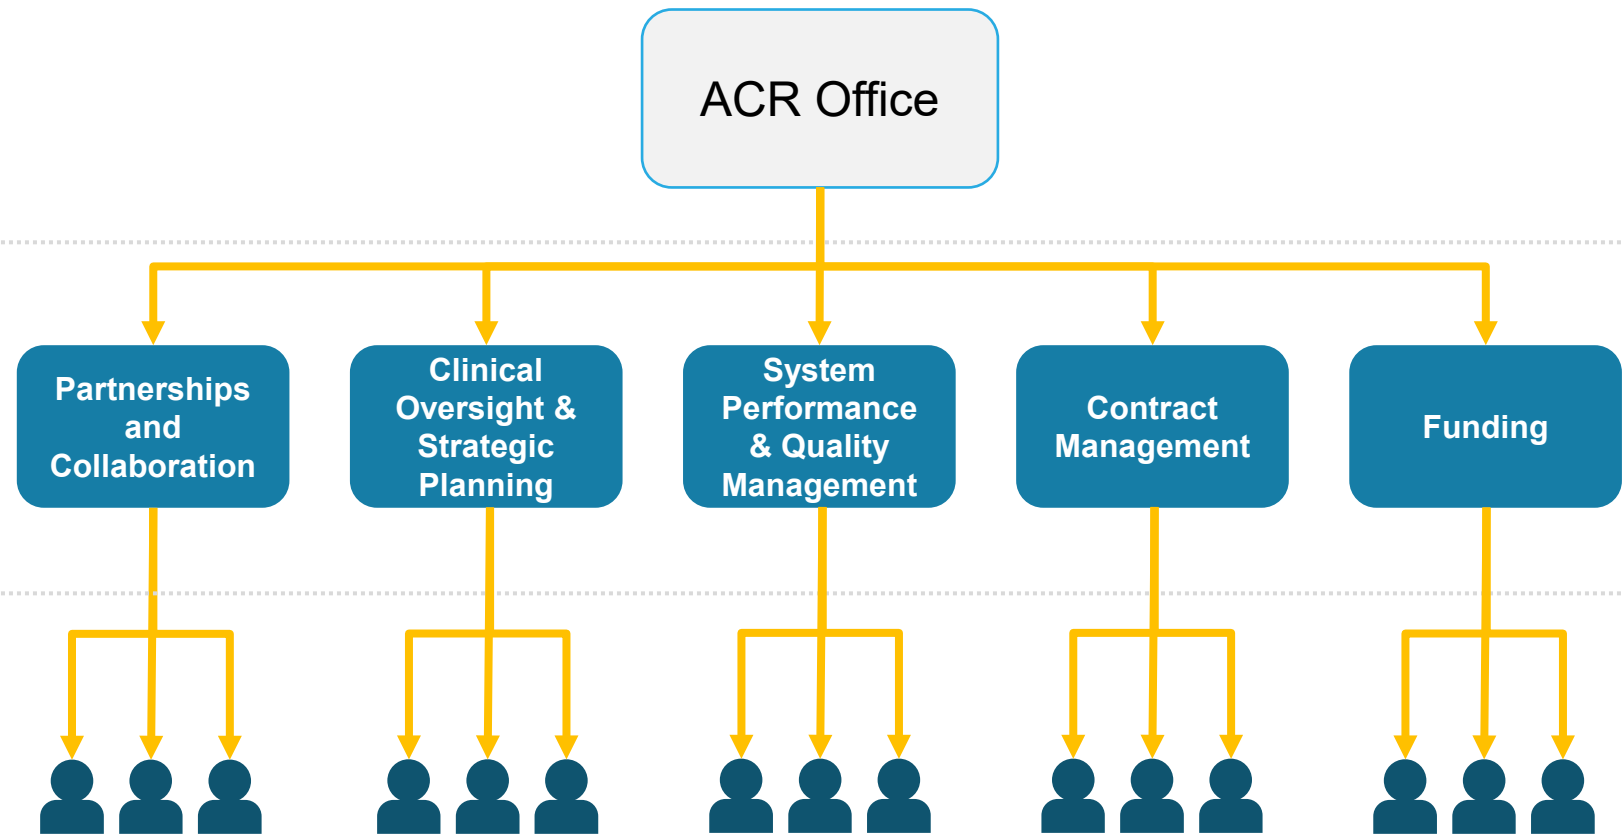 ACR Office
Partnerships
and
Collaboration
Clinical
Oversight &
Strategic
Planning
System
Performance
& Quality
Management
Contract
Management
Funding